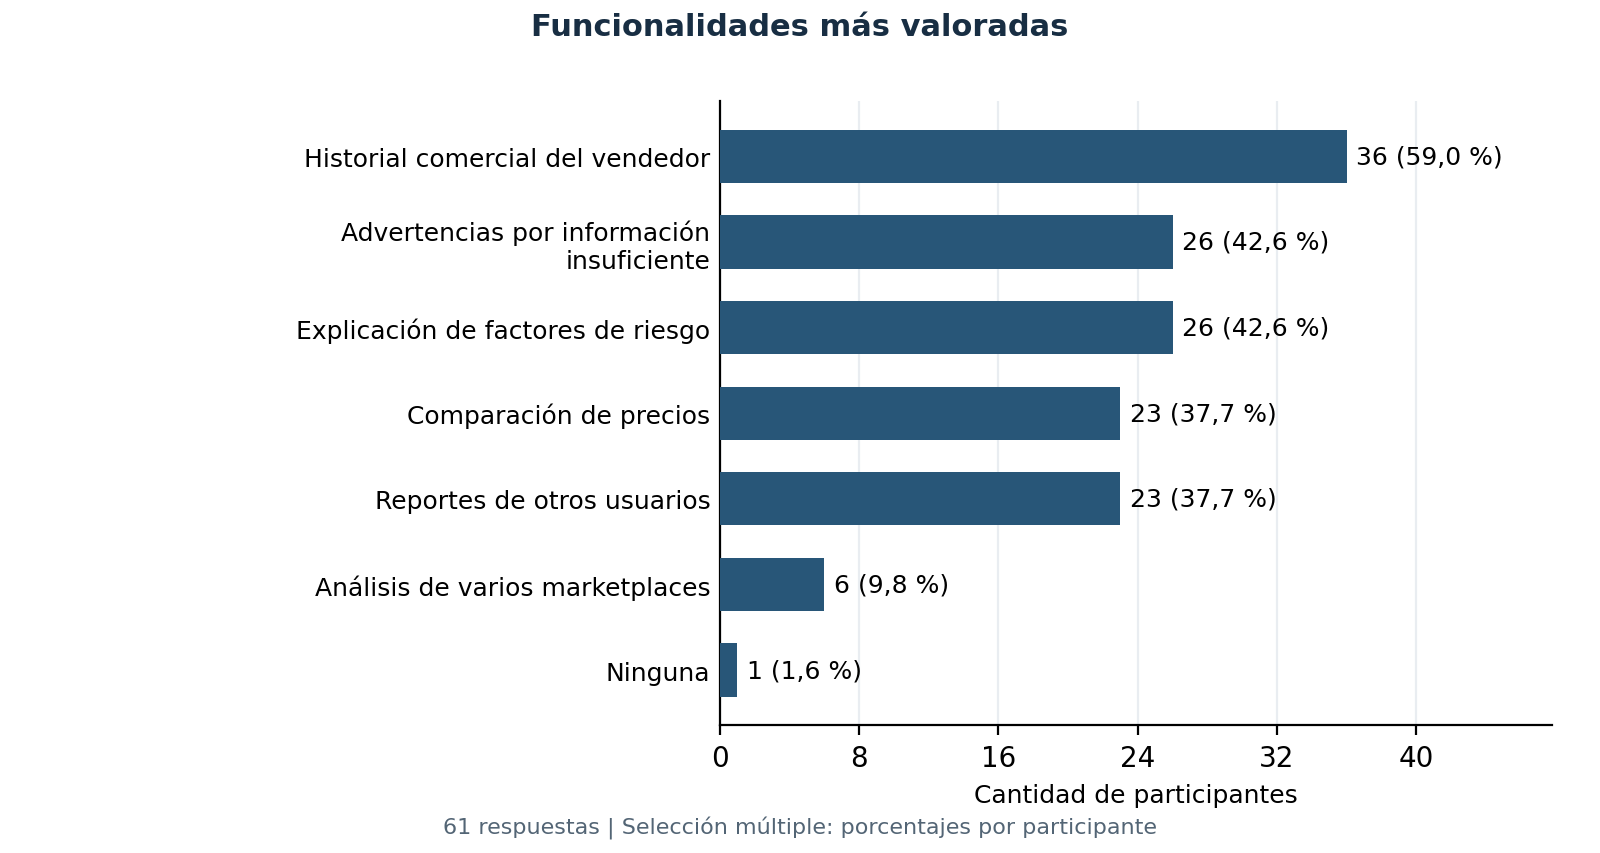 Funcionalidades más valoradas
Historial comercial del vendedor
36 (59,0 %)
Advertencias por información
insuficiente
26 (42,6 %)
Explicación de factores de riesgo
26 (42,6 %)
Comparación de precios
23 (37,7 %)
Reportes de otros usuarios
23 (37,7 %)
Análisis de varios marketplaces
6 (9,8 %)
Ninguna
1 (1,6 %)
0 8 16 24 32 40
Cantidad de participantes
61 respuestas | Selección múltiple: porcentajes por participante